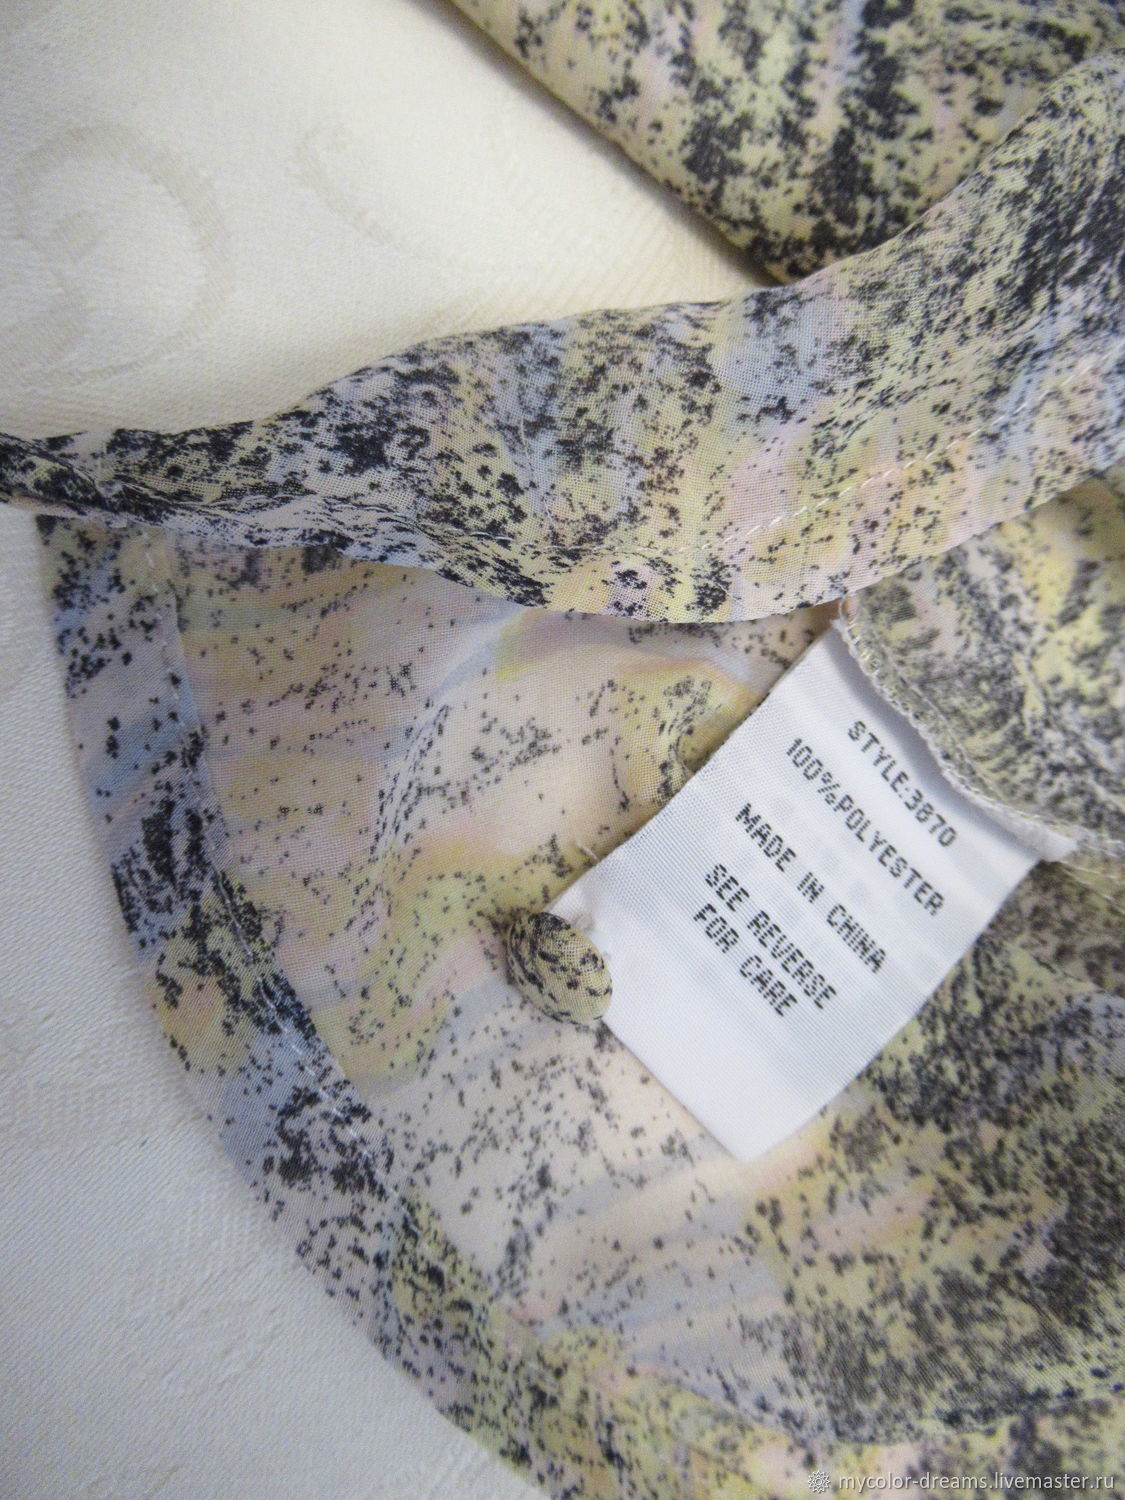 STYLE:3870
100%POLYESTER
MADE IN CHINA
SEE REVERSE
FOR CARE
mycolor-dreams.livemaster.ru